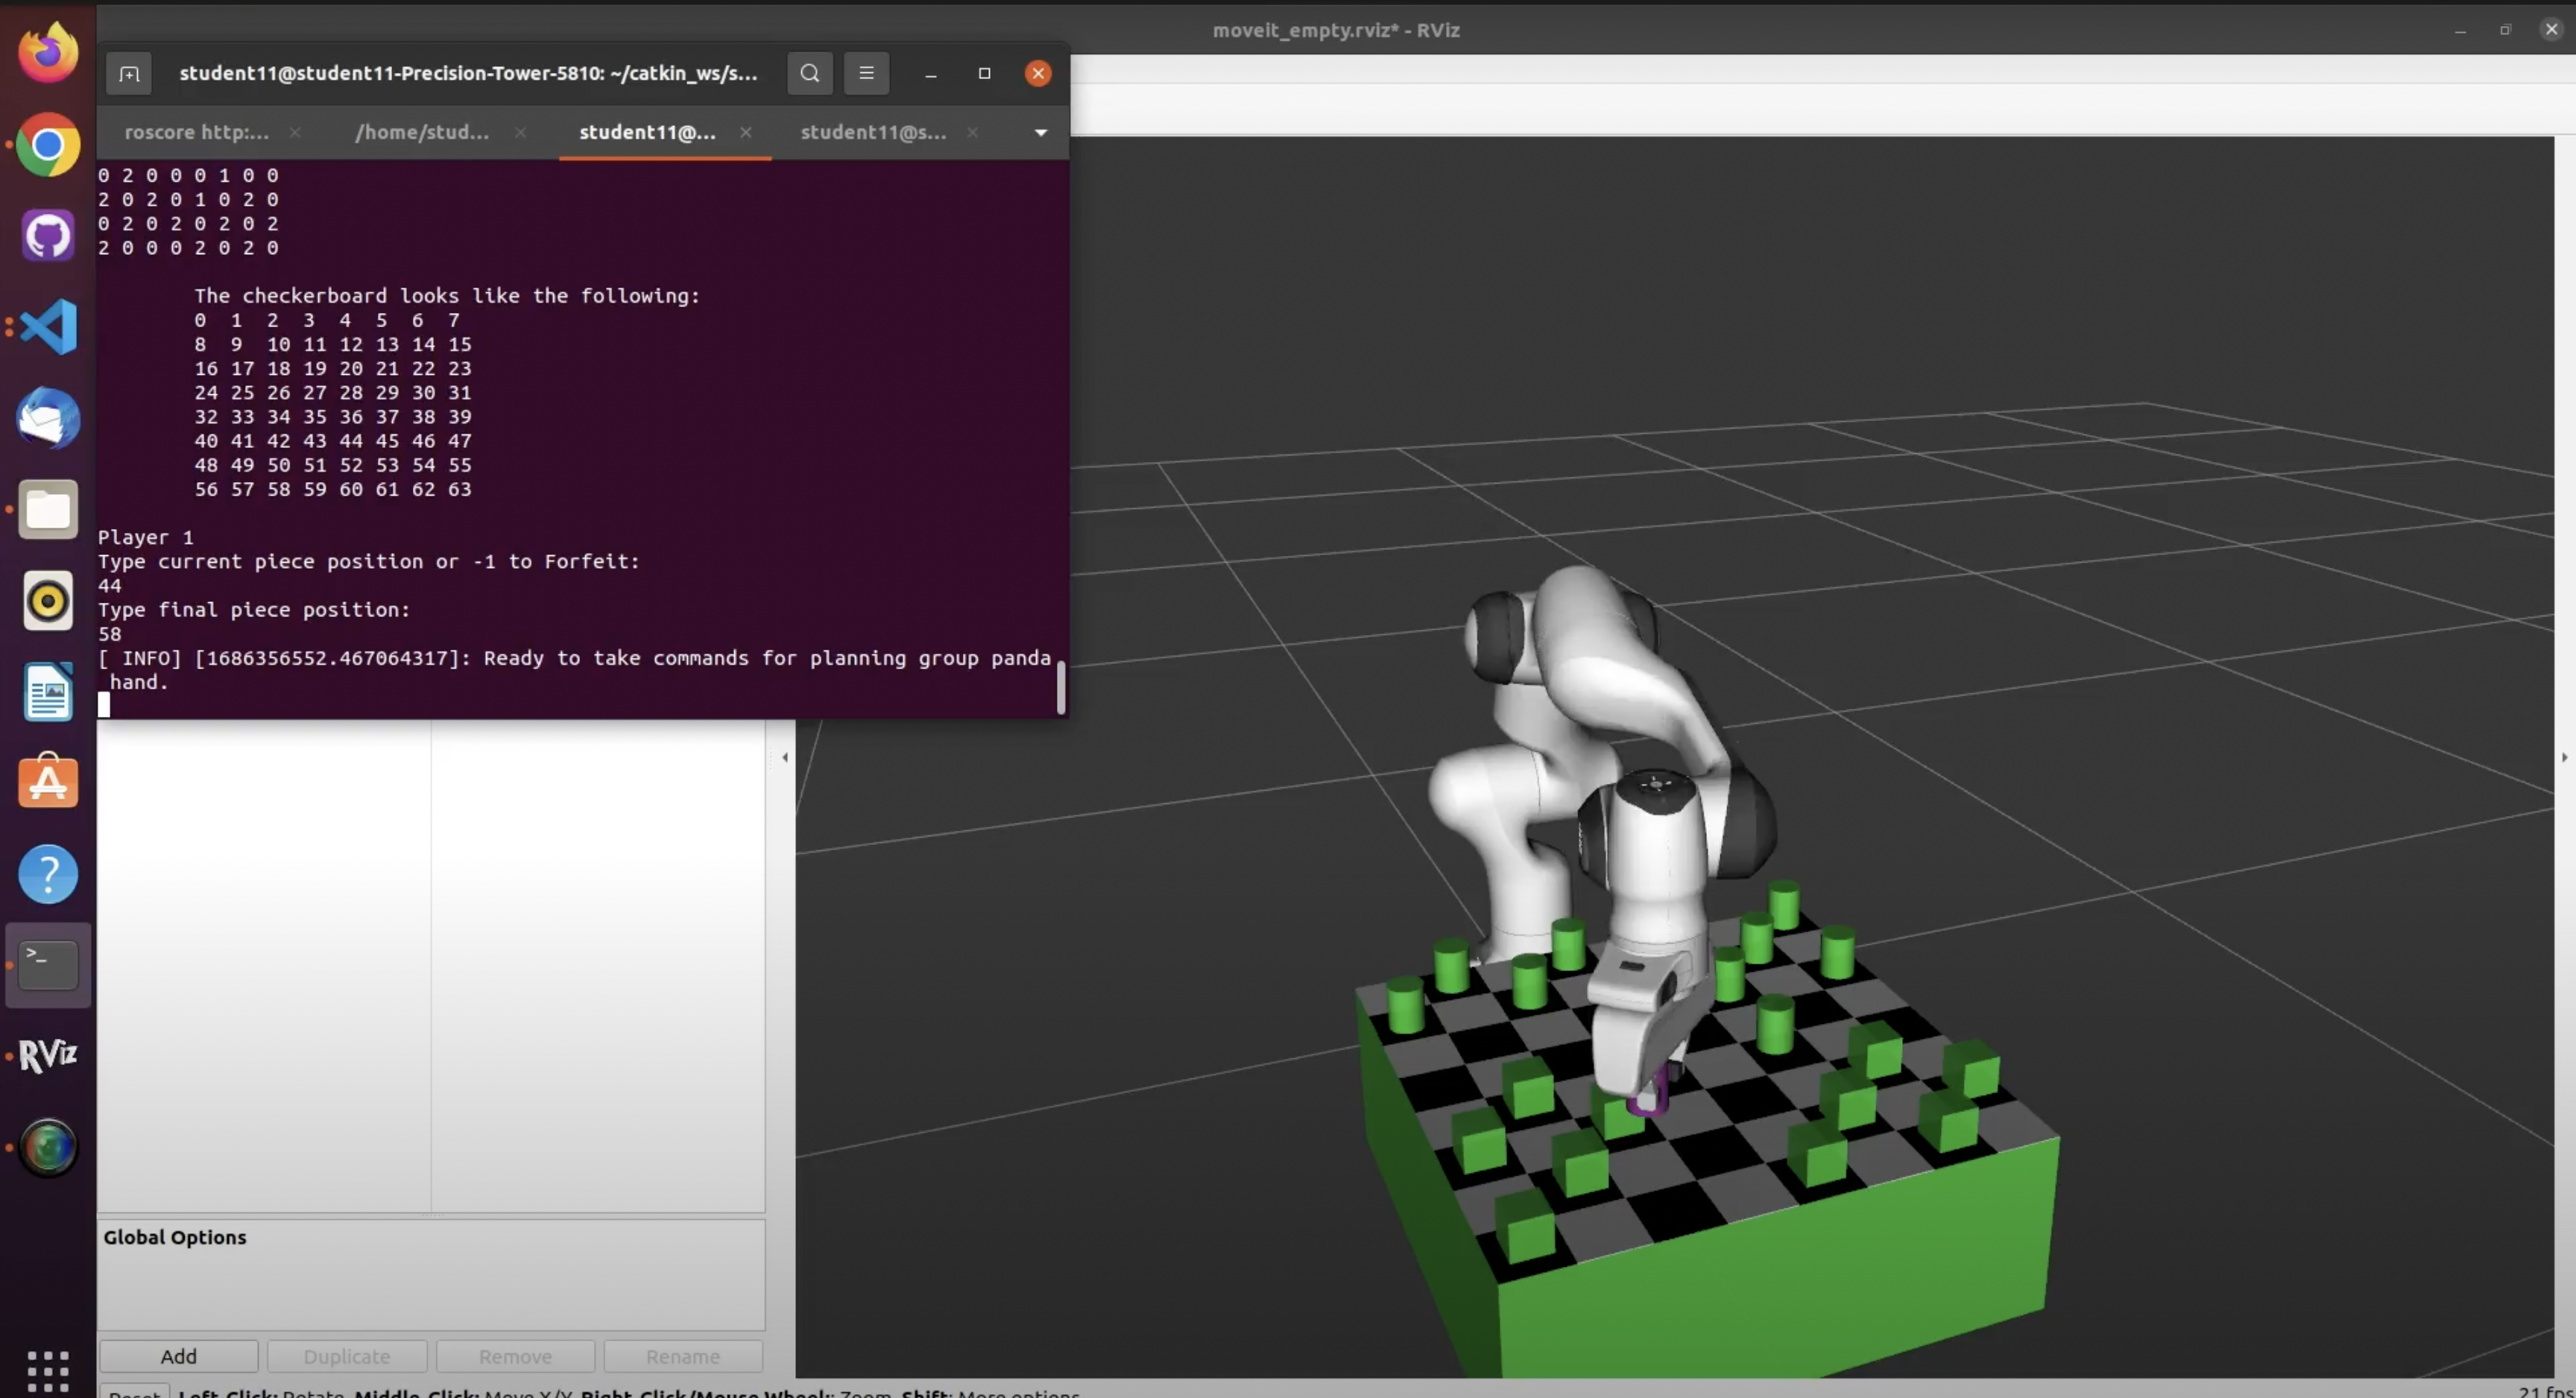 moveit_empty.rviz* - RViz
student11@student11-Precision-Tower-5810: ~/catkin_ws/s...
roscore http:...
/home/stud...
student11@...
student11@s...
0 2 0 0 0 1 0 0
2 0 2 0 1 0 2 0
0 2 0 2 0 2 0 2
2 0 0 0 2 0 2 0
The checkerboard looks like the following:
0 1 2 3 4 5 6 7
8 9 10 11 12 13 14 15
16 17 18 19 20 21 22 23
24 25 26 27 28 29 30 31
32 33 34 35 36 37 38 39
40 41 42 43 44 45 46 47
48 49 50 51 52 53 54 55
56 57 58 59 60 61 62 63
Player 1
Type current piece position or -1 to Forfeit:
44
Type final piece position:
58
[ INFO] [1686356552.467064317]: Ready to take commands for planning group panda
hand.
RViz
Global Options
Add
Duplicate
Remove
Rename
Reset
Left-Click: Rotate. Middle-Click: Move X/Y. Right-Click/Mouse Wheel: Zoom. Shift: More options.
21 fps